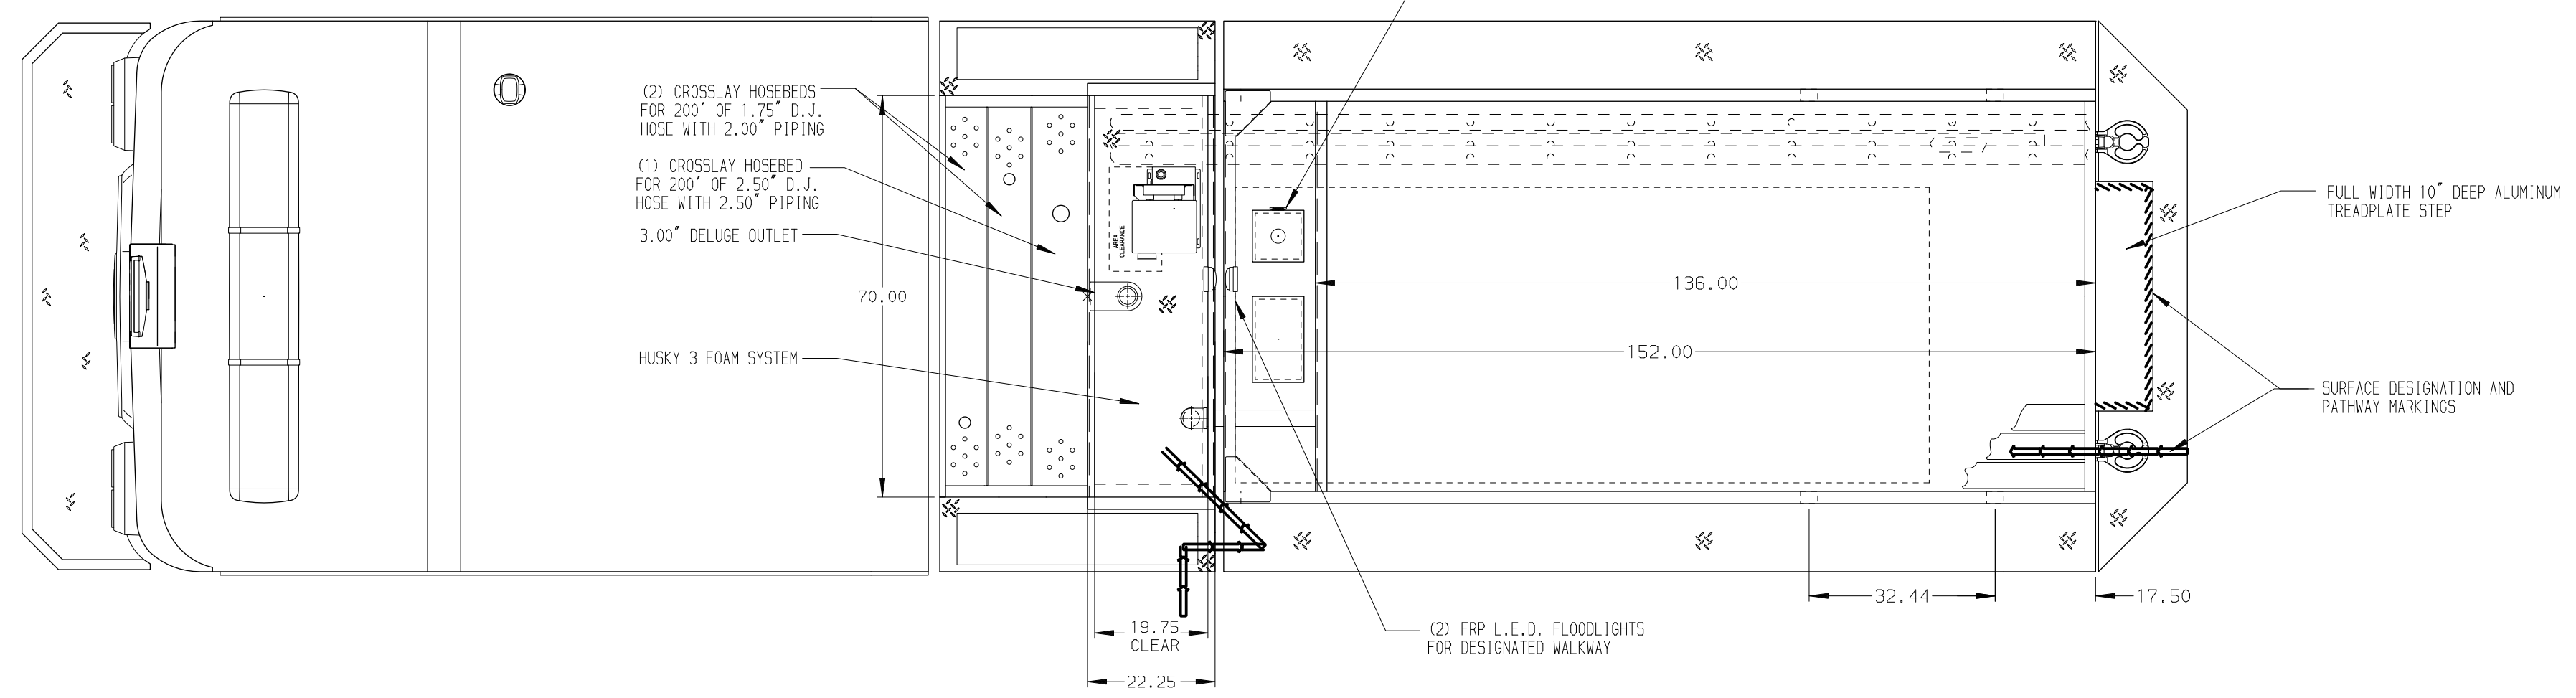 (2) CROSSLAY HOSEBEDS
FOR 200' OF 1.75" D.J.
HOSE WITH 2.00" PIPING
(1) CROSSLAY HOSEBED
FOR 200' OF 2.50" D.J.
HOSE WITH 2.50" PIPING
3.00" DELUGE OUTLET
HUSKY 3 FOAM SYSTEM
70.00
AREA
CLEARANCE
19.75
CLEAR
22.25
136.00
152.00
(2) FRP L.E.D. FLOODLIGHTS
FOR DESIGNATED WALKWAY
32.44
17.50
FULL WIDTH 10" DEEP ALUMINUM
TREADPLATE STEP
SURFACE DESIGNATION AND
PATHWAY MARKINGS